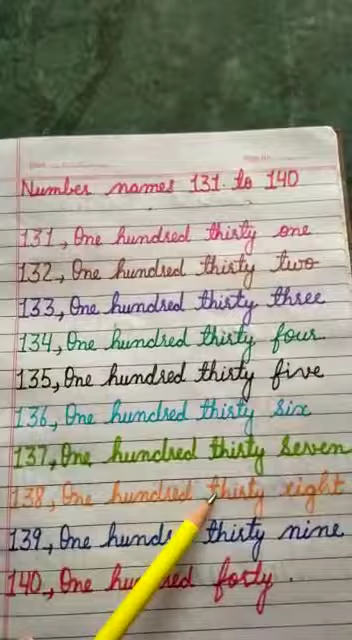 Number names 131 to 140
131, One hundred thirty one
132, One hundred thirty two
133, One hundred thirty three
134, One hundred thirty four
135, One hundred thirty five
136, One hundred thirty six
137, One hundred thirty seven
138, One hundred thirty eight
139, One thirty nine
140, One forty.